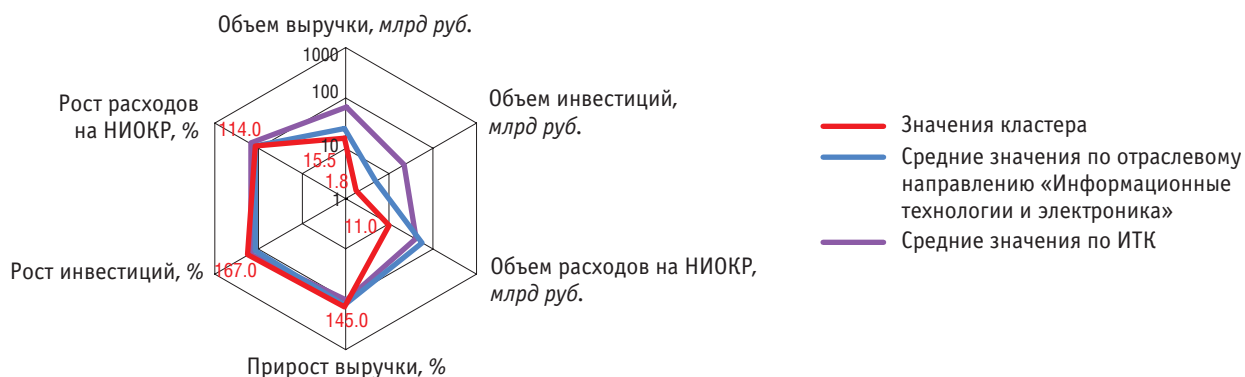 Объем выручки, млрд руб.
1000
Объем инвестиций,
млрд руб.
Рост расходов
на НИОКР, %
100
114.0
10
15.5
1.8
1
11.0
Рост инвестиций, %
167.0
Объем расходов на НИОКР,
млрд руб.
145.0
Прирост выручки, %
Значения кластера
Средние значения по отраслевому
направлению «Информационные
технологии и электроника»
Средние значения по ИТК